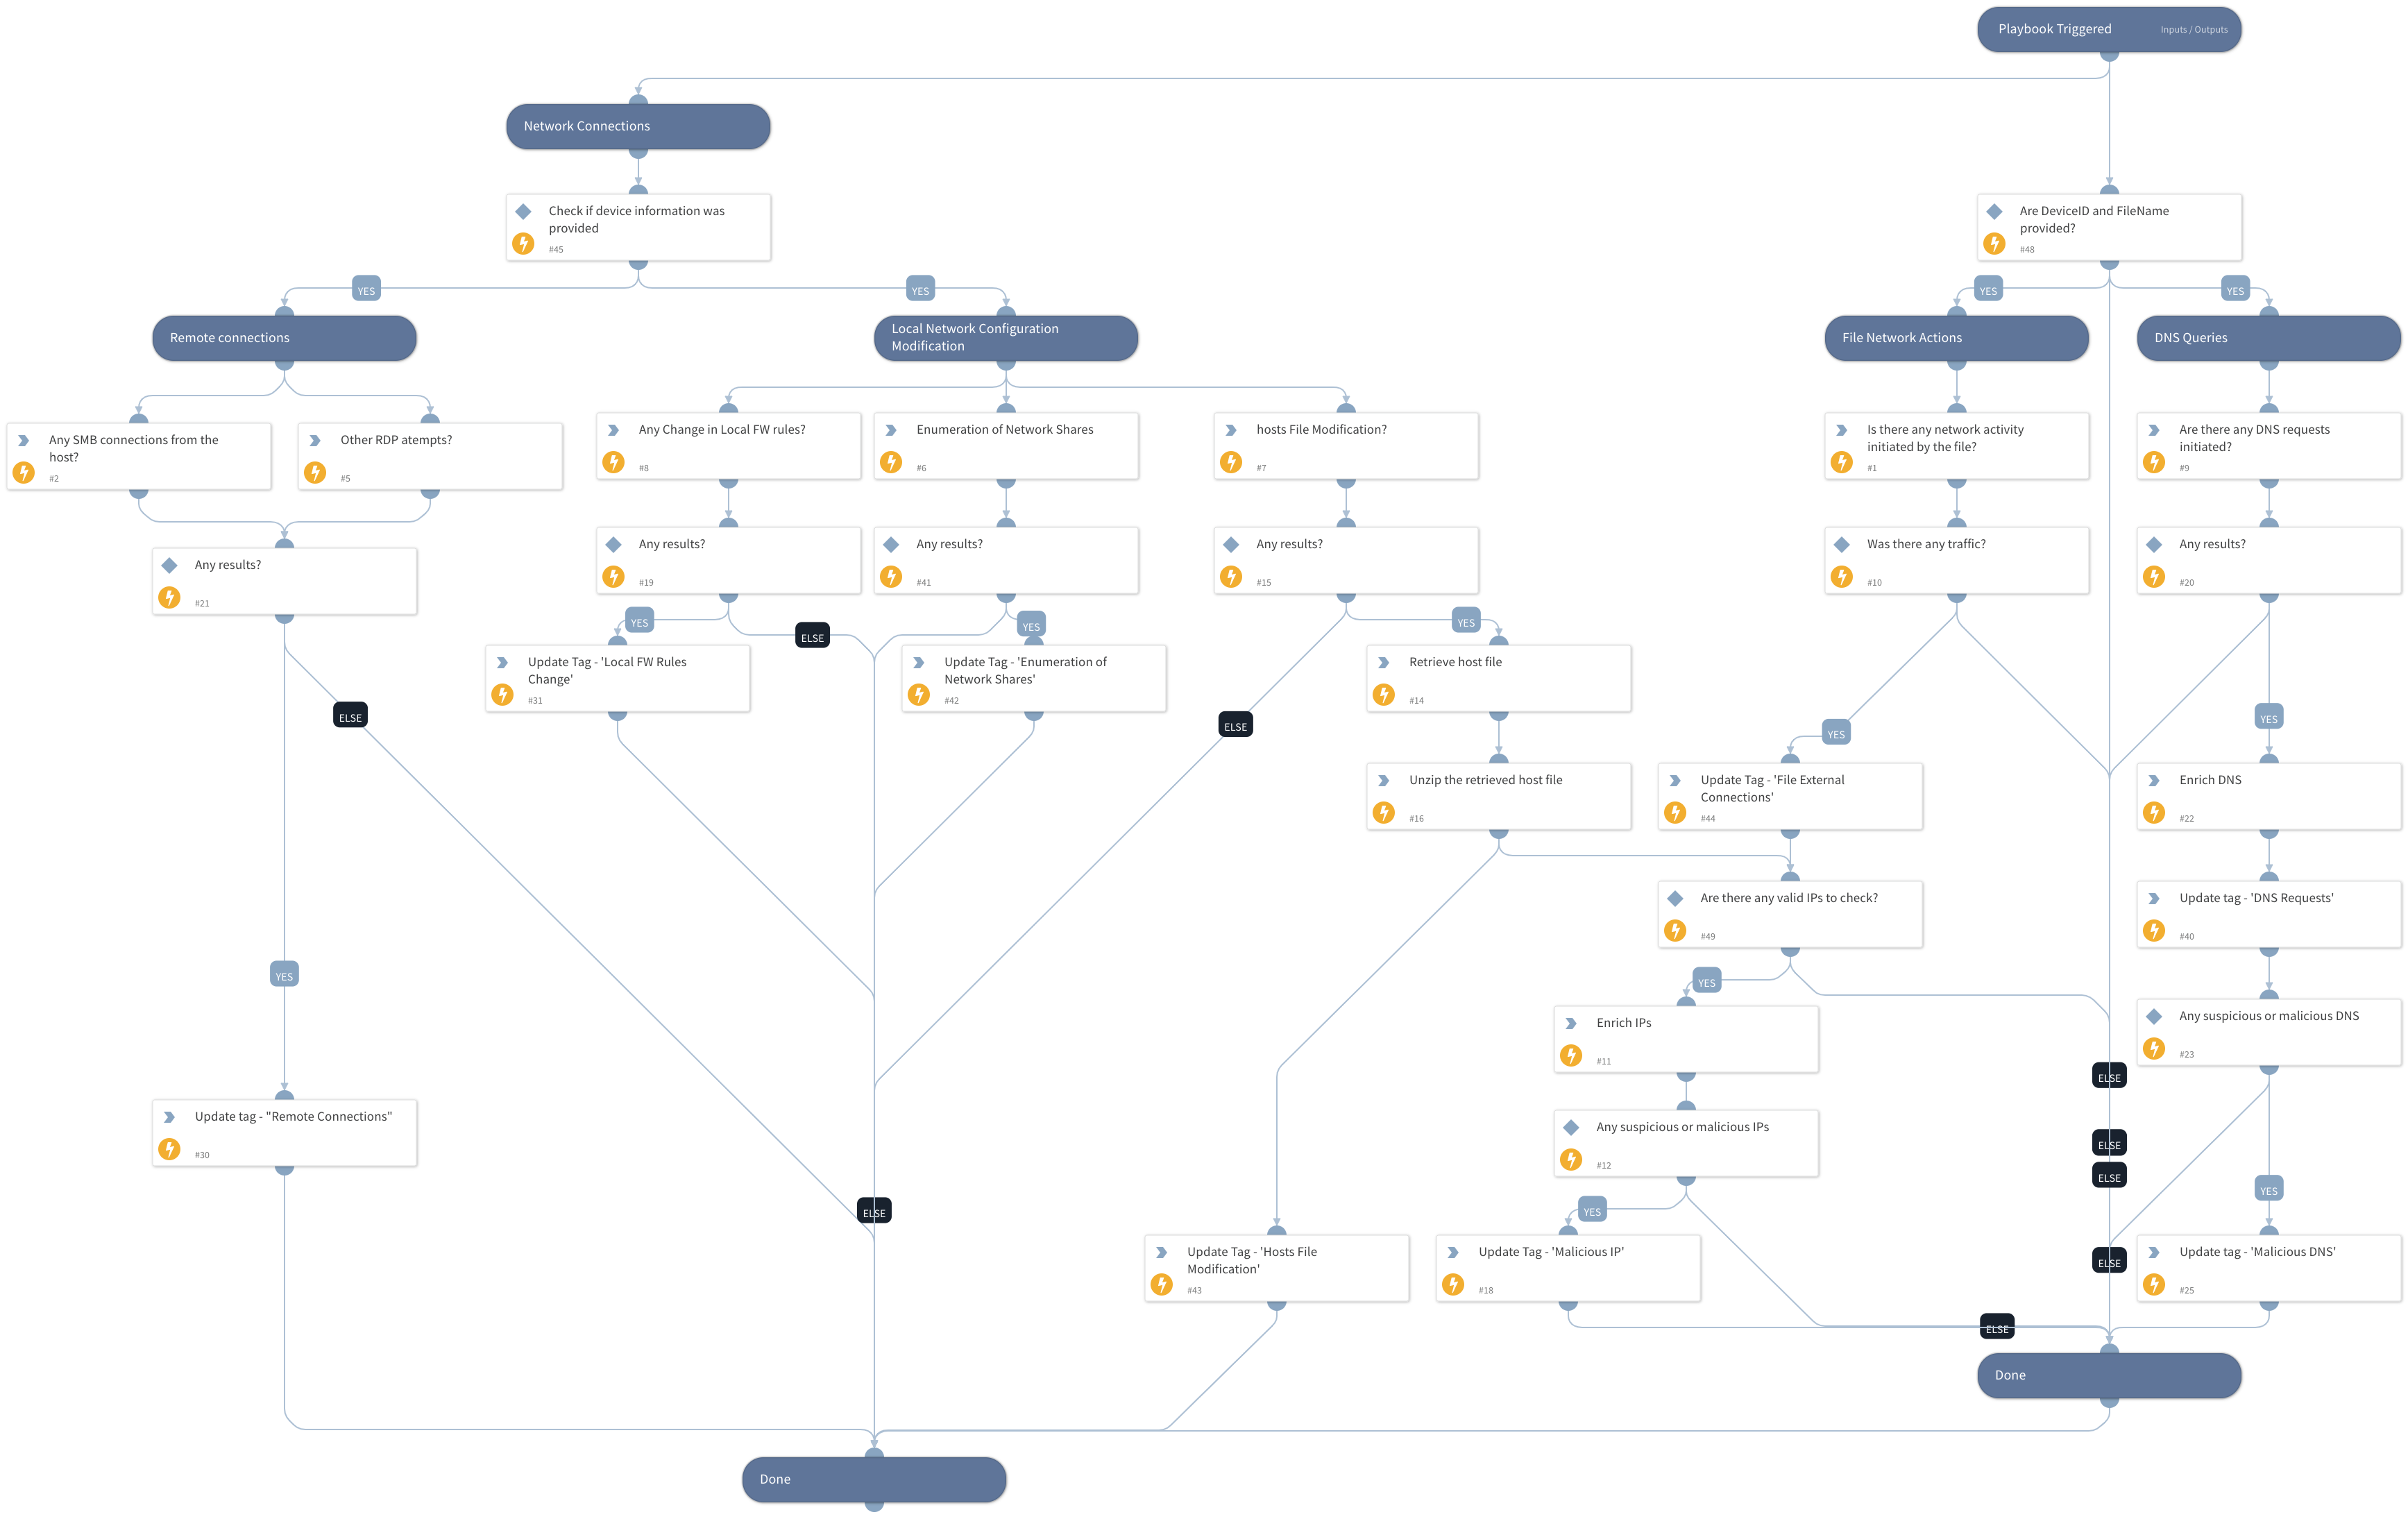 Playbook Triggered
Inputs / Outputs
Network Connections
Check if device information was
provided
#45
Are DeviceID and FileName
provided?
#48
YES
YES
YES
YES
Remote connections
Local Network Configuration
Modification
File Network Actions
DNS Queries
Any SMB connections from the
host?
#2
Other RDP atempts?
#5
Any Change in Local FW rules?
#8
Enumeration of Network Shares
#6
hosts File Modification?
#7
Is there any network activity
initiated by the file?
#1
Are there any DNS requests
initiated?
#9
Any results?
#21
Any results?
#19
Any results?
#41
Any results?
#15
Was there any traffic?
#10
Any results?
#20
YES
ELSE
YES
YES
Update Tag - 'Local FW Rules
Change'
#31
Update Tag - 'Enumeration of
Network Shares'
#42
Retrieve host file
#14
ELSE
ELSE
YES
YES
Unzip the retrieved host file
#16
Update Tag - 'File External
Connections'
#44
Enrich DNS
#22
Are there any valid IPs to check?
#49
Update tag - 'DNS Requests'
#40
YES
YES
Enrich IPs
#11
Any suspicious or malicious DNS
#23
ELSE
Update tag - "Remote Connections"
#30
Any suspicious or malicious IPs
#12
ELSE
ELSE
YES
YES
ELSE
Update Tag - 'Hosts File
Modification'
#43
Update Tag - 'Malicious IP'
#18
ELSE
Update tag - 'Malicious DNS'
#25
ELSE
Done
Done